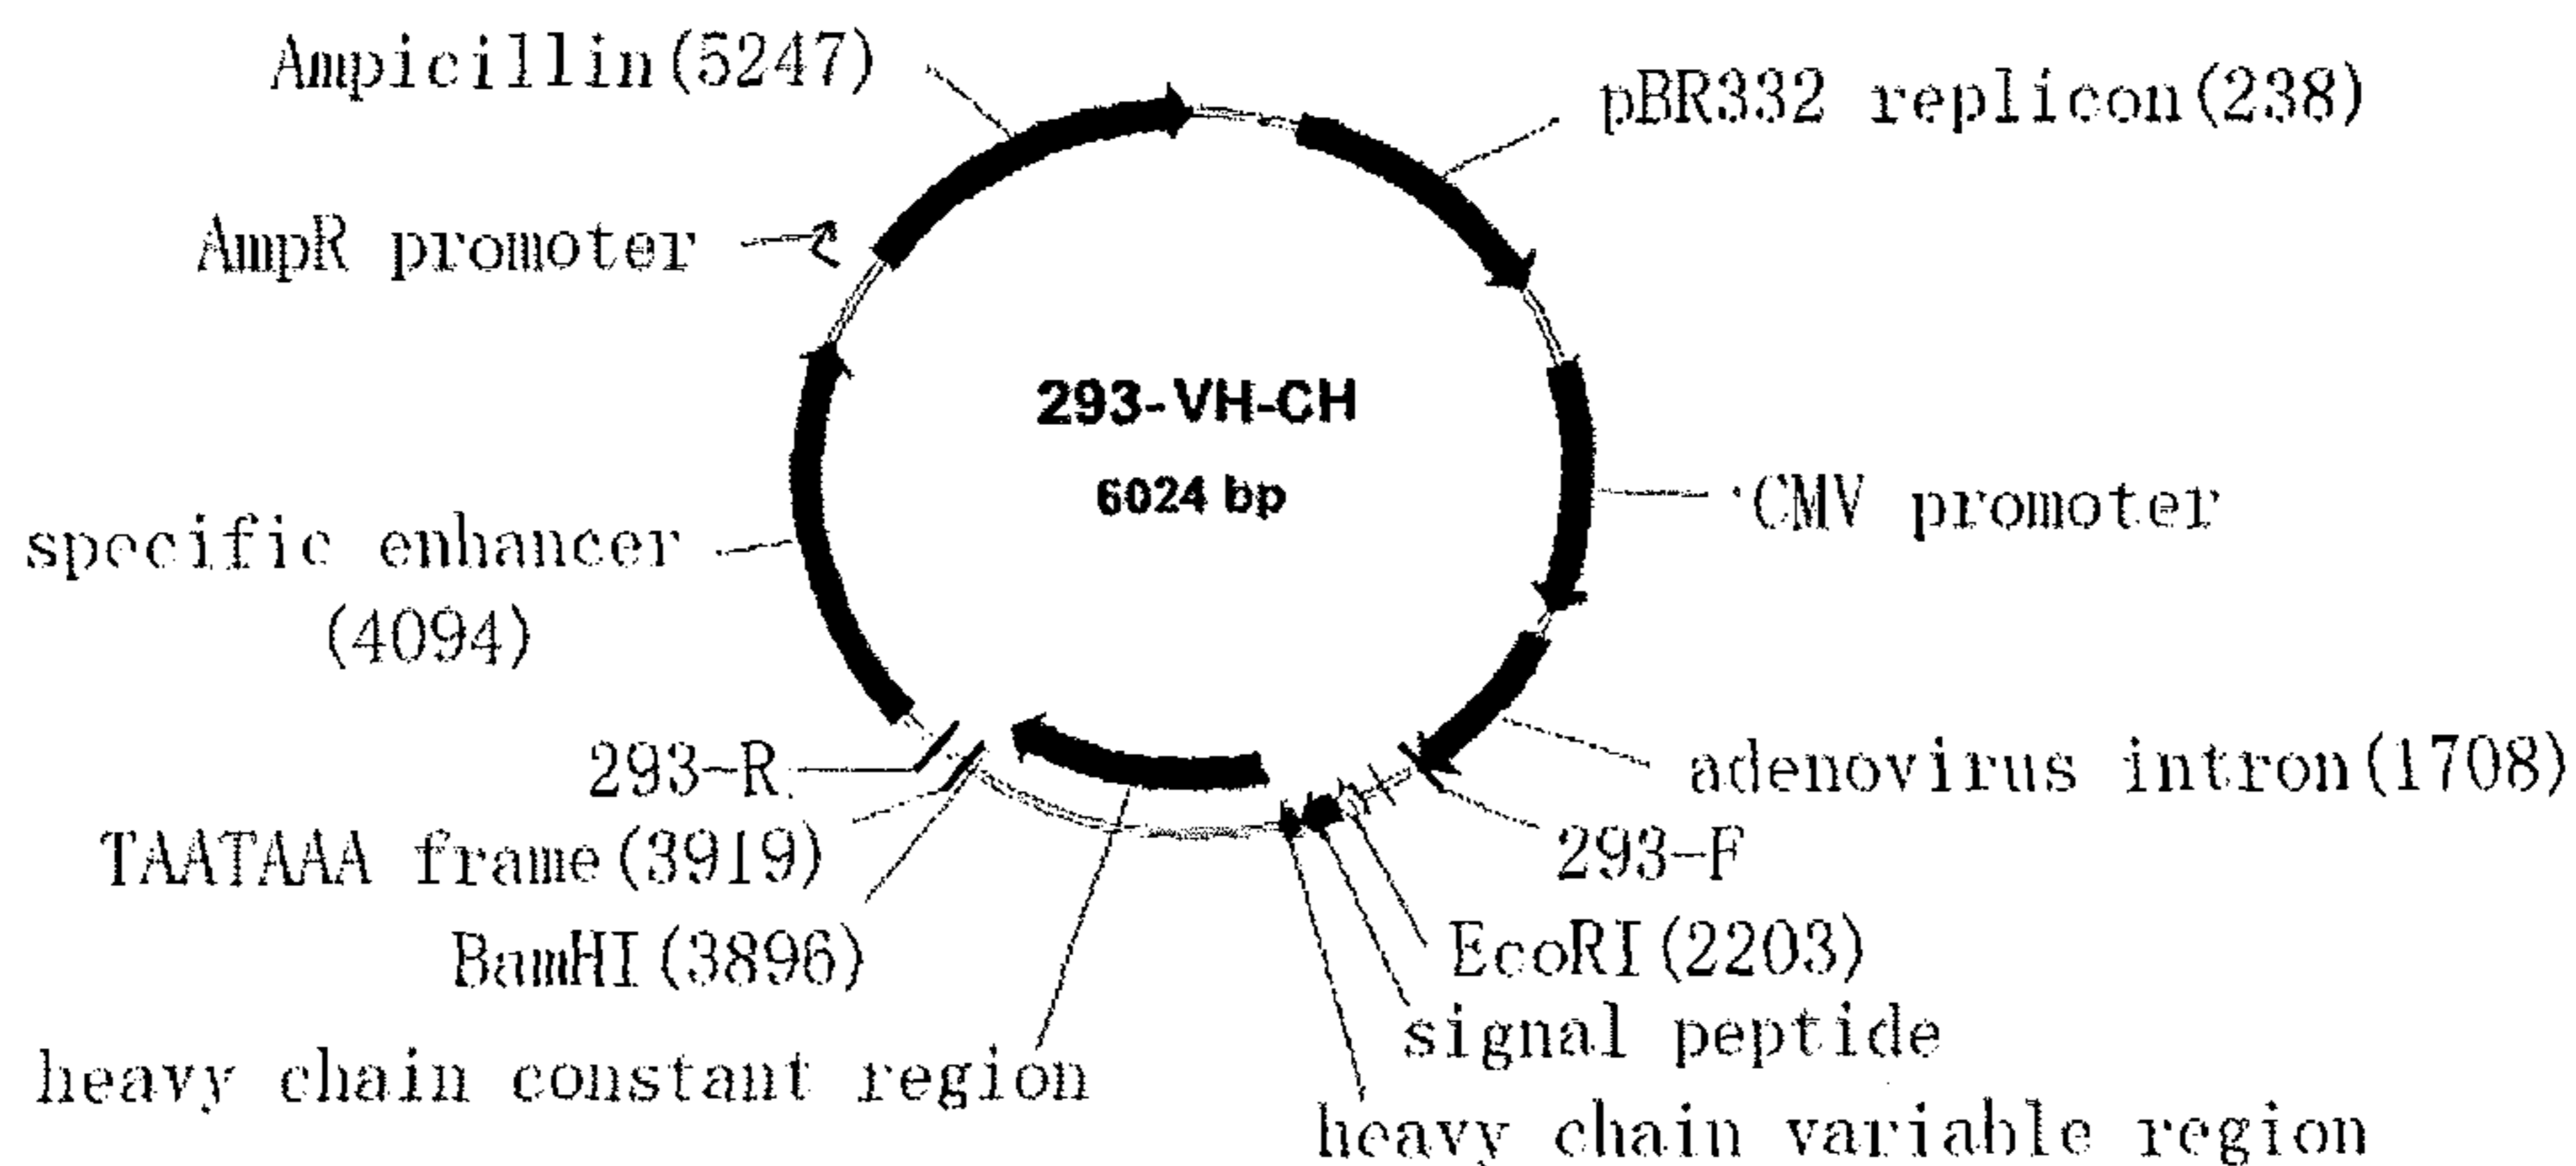 Ampicillin(5247)
pBR332 replicon(238)
AmpR promoter
293-VH-CH
6024 bp
CMV promoter
specific enhancer
(4094)
293-R
adenovirus intron(1708)
TAATAAA frame(3919)
293-F
BamHI(3896)
EcoRI(2203)
signal peptide
heavy chain constant region
heavy chain variable region